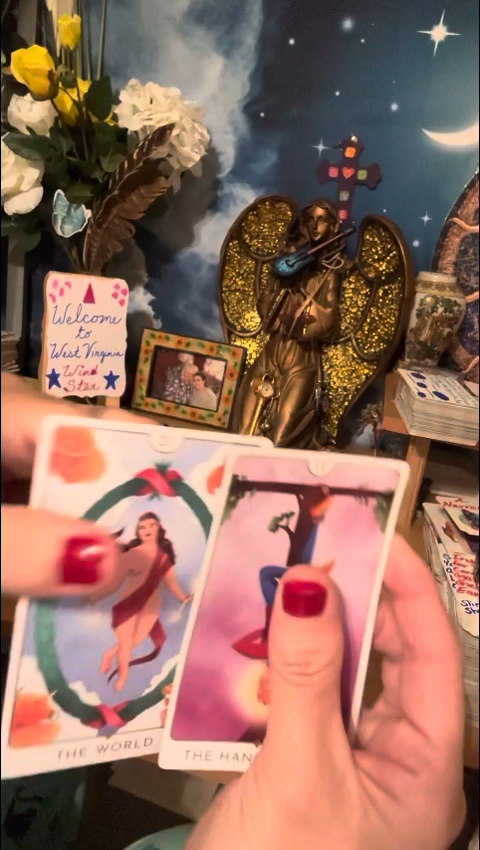 Welcome
to
West Virginia
Wind
Star
THE WORLD
THE HAN